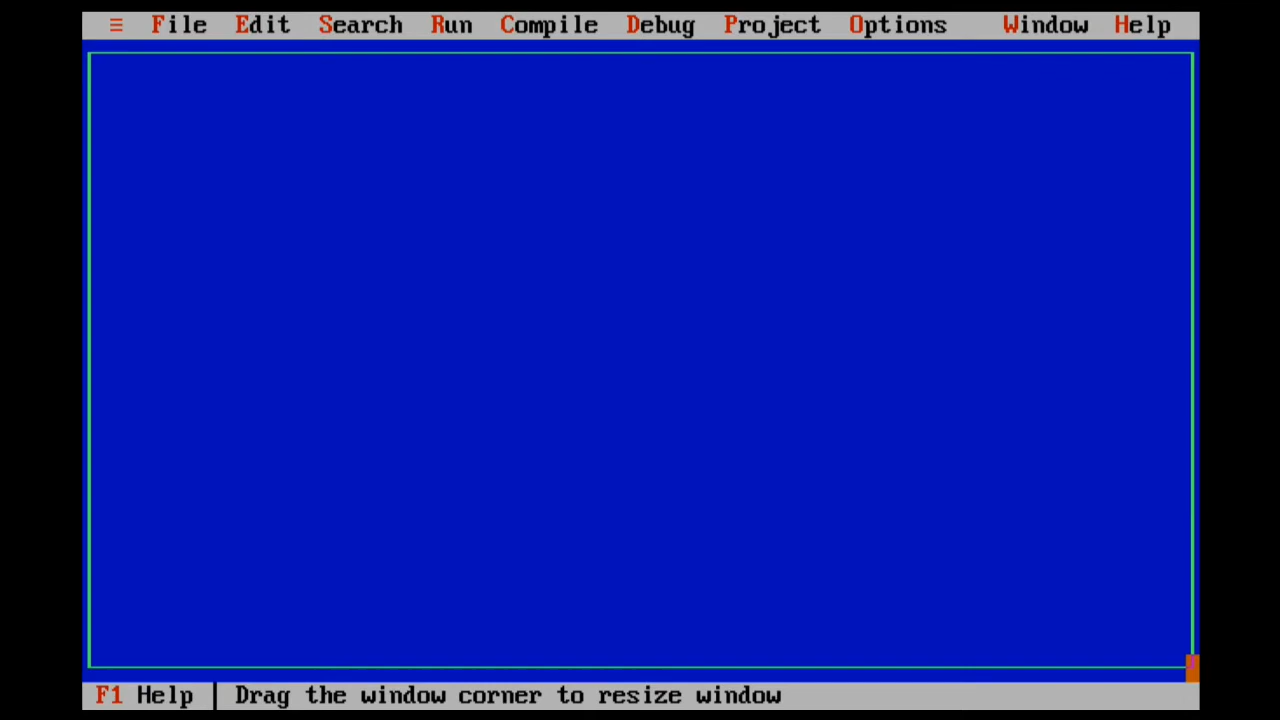 ≡ File Edit Search Run Compile Debug Project Options Window Help
F1 Help | Drag the window corner to resize window